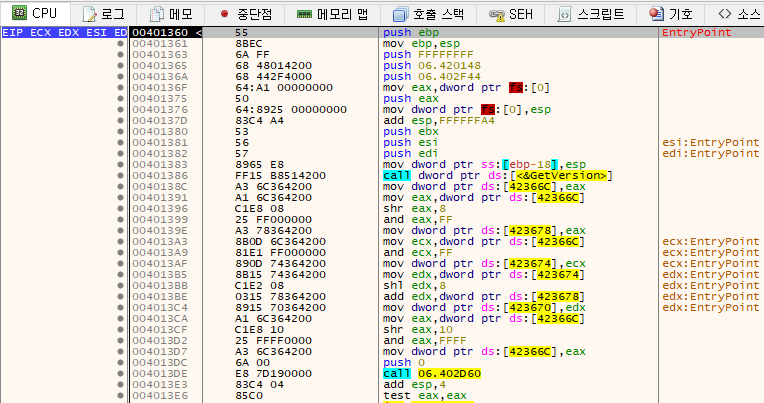 CPU 로그 메모 중단점 메모리 맵 호출 스택 SEH 스크립트 기호 <> 소스
EIP ECX EDX ESI ED 00401360 < 55 push ebp EntryPoint
00401361 8BEC mov ebp,esp
00401363 6A FF push FFFFFFFF
00401365 68 48014200 push 06.420148
0040136A 68 442F4000 push 06.402F44
0040136F 64:A1 00000000 mov eax,dword ptr fs:[0]
00401375 50 push eax
00401376 64:8925 00000000 mov dword ptr fs:[0],esp
0040137D 83C4 A4 add esp,FFFFFFA4
00401380 53 push ebx
00401381 56 push esi esi:EntryPoint
00401382 57 push edi edi:EntryPoint
00401383 8965 E8 mov dword ptr ss:[ebp-18],esp
00401386 FF15 B8514200 call dword ptr ds:[<&GetVersion>]
0040138C A3 6C364200 mov dword ptr ds:[42366C],eax
00401391 A1 6C364200 mov eax,dword ptr ds:[42366C]
00401396 C1E8 08 shr eax,8
00401399 25 FF000000 and eax,FF
0040139E A3 78364200 mov dword ptr ds:[423678],eax
004013A3 8B0D 6C364200 mov ecx,dword ptr ds:[42366C] ecx:EntryPoint
004013A9 81E1 FF000000 and ecx,FF ecx:EntryPoint
004013AF 890D 74364200 mov dword ptr ds:[423674],ecx ecx:EntryPoint
004013B5 8B15 74364200 mov edx,dword ptr ds:[423674] edx:EntryPoint
004013BB C1E2 08 shl edx,8 edx:EntryPoint
004013BE 0315 78364200 add edx,dword ptr ds:[423678] edx:EntryPoint
004013C4 8915 70364200 mov dword ptr ds:[423670],edx edx:EntryPoint
004013CA A1 6C364200 mov eax,dword ptr ds:[42366C]
004013CF C1E8 10 shr eax,10
004013D2 25 FFFF0000 and eax,FFFF
004013D7 A3 6C364200 mov dword ptr ds:[42366C],eax
004013DC 6A 00 push 0
004013DE E8 7D190000 call 06.402D60
004013E3 83C4 04 add esp,4
004013E6 85C0 test eax,eax